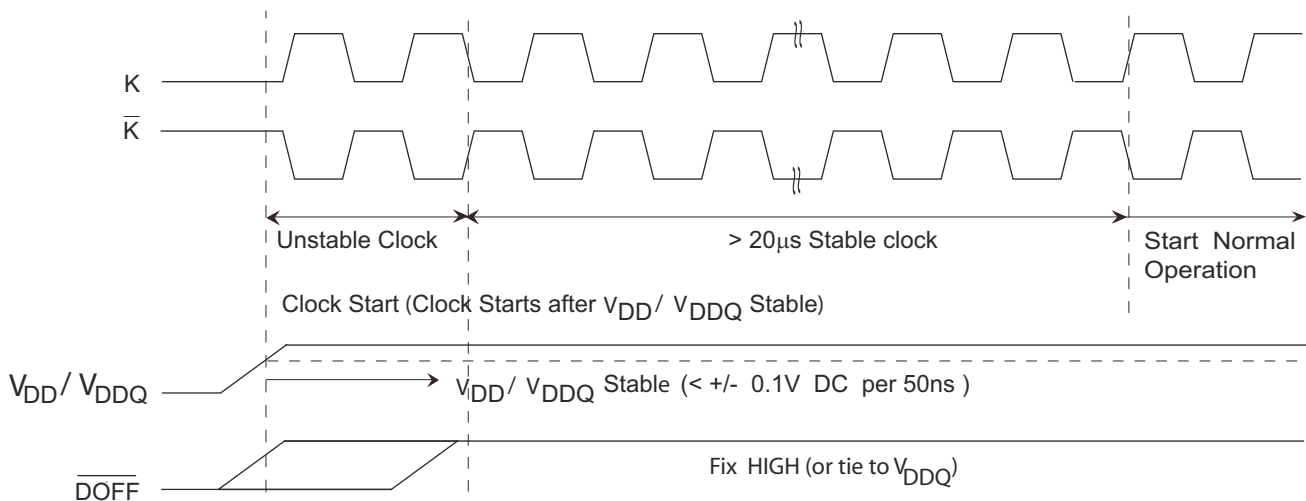 K
K
Unstable Clock
> 20μs Stable clock
Start Normal
Operation
Clock Start (Clock Starts after VDD / VDDQ Stable)
VDD / VDDQ
VDD / VDDQ Stable (< +/- 0.1V DC per 50ns )
DOFF
Fix HIGH (or tie to VDDQ)